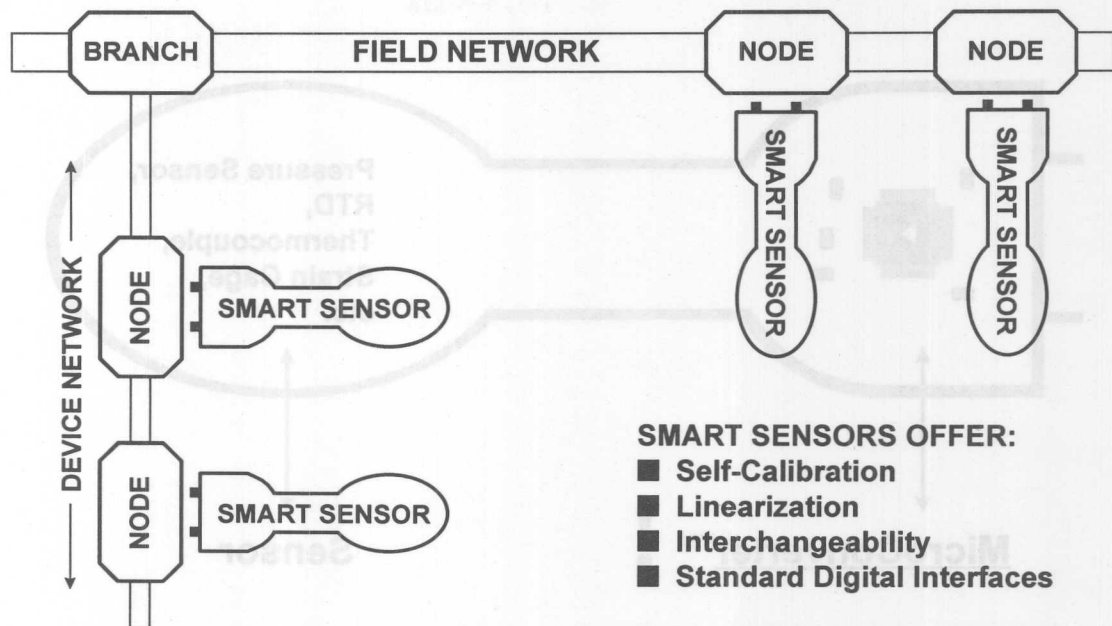 BRANCH
FIELD NETWORK
NODE
NODE
SMART SENSOR
SMART SENSOR
DEVICE NETWORK
NODE
SMART SENSOR
NODE
SMART SENSOR
SMART SENSORS OFFER:
■ Self-Calibration
■ Linearization
■ Interchangeability
■ Standard Digital Interfaces
Pressure Sensor,
RTD,
Thermocouple,
Strain Gage,
Sensor